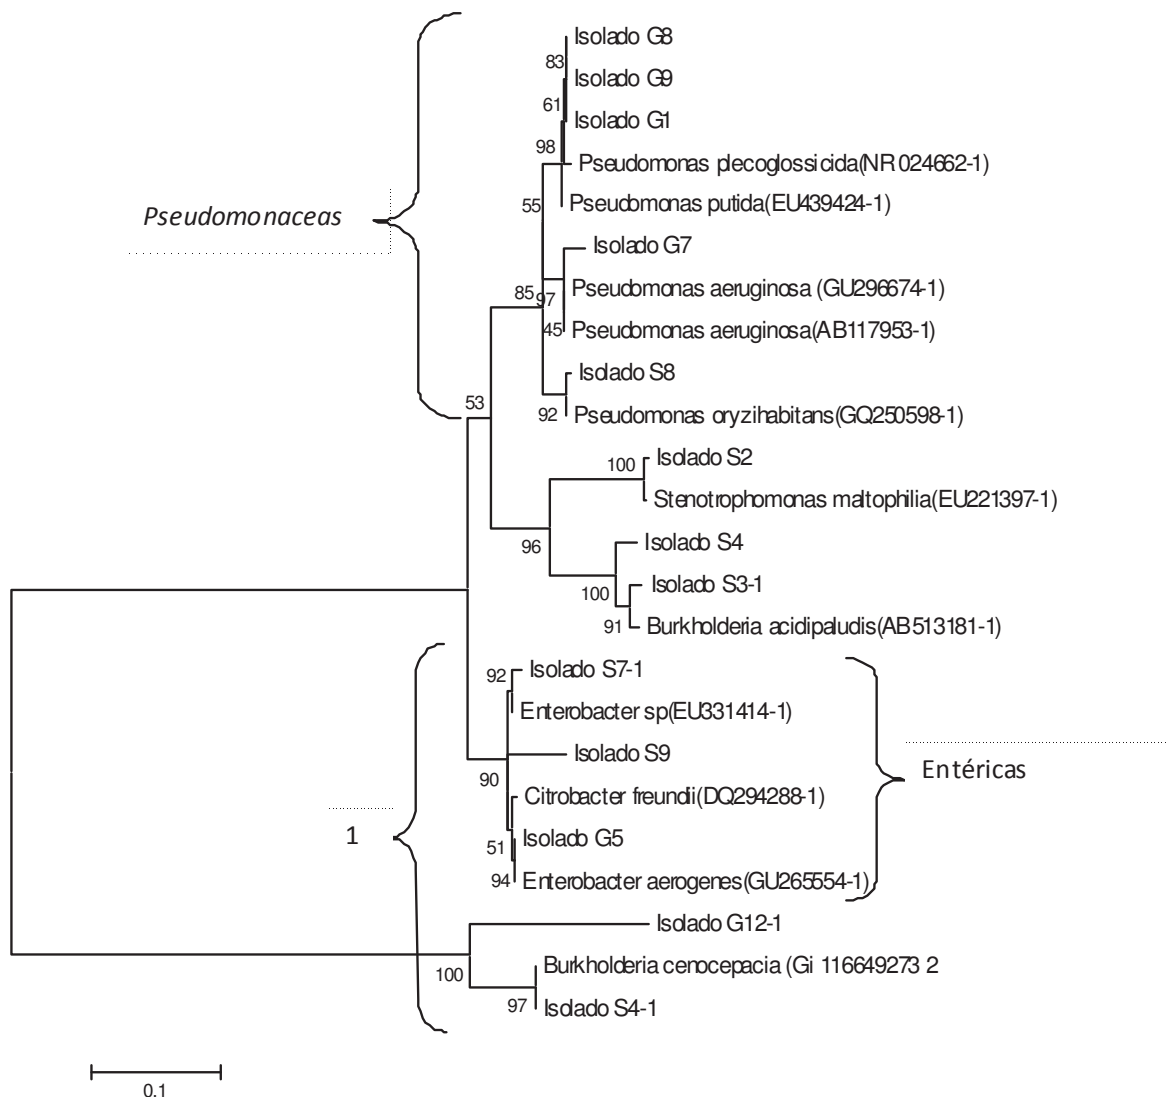 Isolado G8
83
Isolado G9
61
Isolado G1
98
Pseudomonas plecoglossicida(NR 024662-1)
Pseudomonas putida(EU439424-1)
55
Pseudomonaceas
Isolado G7
Pseudomonas aeruginosa (GU296674-1)
85
97
45
Pseudomonas aeruginosa(AB117953-1)
Isolado S8
53
92
Pseudomonas oryzihabitans(GQ250598-1)
Isolado S2
100
Stenotrophomonas maltophilia(EU221397-1)
Isolado S4
96
Isolado S3-1
100
91
Burkholderia acidipaludis(AB513181-1)
Isolado S7-1
92
Enterobacter sp(EU331414-1)
Isolado S9
Entéricas
90
Citrobacter freundii(DQ294288-1)
1
Isolado G5
51
94
Enterobacter aerogenes(GU265554-1)
Isolado G12-1
Burkholderia cenocepacia (Gi 116649273 2
100
97
Isolado S4-1
0.1